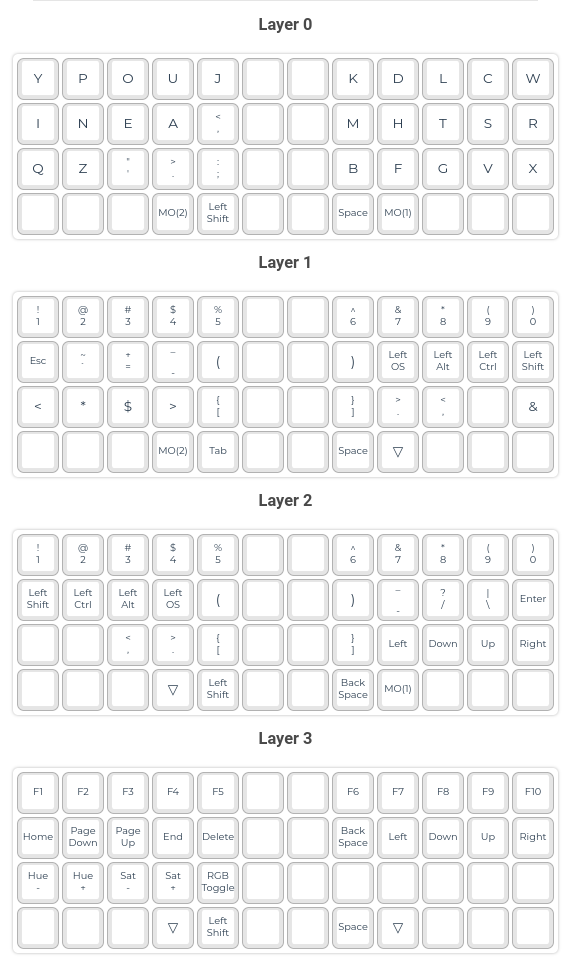 Layer 0
Y P O U J K D L C W
<
I N E A , M H T S R
" > :
Q Z ' . ; B F G V X
MO(2) Left Shift Space MO(1)
Layer 1
! @ # $ % ^ & * ( )
1 2 3 4 5 6 7 8 9 0
Esc ~ ` + = _ - ( ) Left OS Left Alt Left Ctrl Left Shift
< * $ > { [ } ] > . < , &
MO(2) Tab Space ▽
Layer 2
! @ # $ % ^ & * ( )
1 2 3 4 5 6 7 8 9 0
Left Shift Left Ctrl Left Alt Left OS ( ) _ - ? / | \ Enter
< , > . { [ } ] Left Down Up Right
▽ Left Shift Back Space MO(1)
Layer 3
F1 F2 F3 F4 F5 F6 F7 F8 F9 F10
Home Page Down Page Up End Delete Back Space Left Down Up Right
Hue - Hue + Sat - Sat + RGB Toggle
▽ Left Shift Space ▽